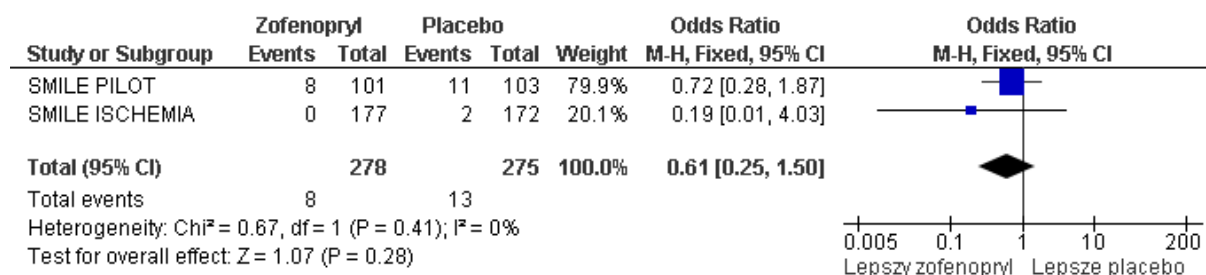 Zofenopryl Placebo Odds Ratio Odds Ratio
Study or Subgroup Events Total Events Total Weight M-H, Fixed, 95% CI M-H, Fixed, 95% CI
SMILE PILOT 8 101 11 103 79.9% 0.72 [0.28, 1.87]
SMILE ISCHEMIA 0 177 2 172 20.1% 0.19 [0.01, 4.03]
Total (95% CI) 278 275 100.0% 0.61 [0.25, 1.50]
Total events 8 13
Heterogeneity: Chi² = 0.67, df = 1 (P = 0.41); I² = 0%
Test for overall effect: Z = 1.07 (P = 0.28)
0.005 0.1 1 10 200
Lepszy zofenopryl Lepsze placebo